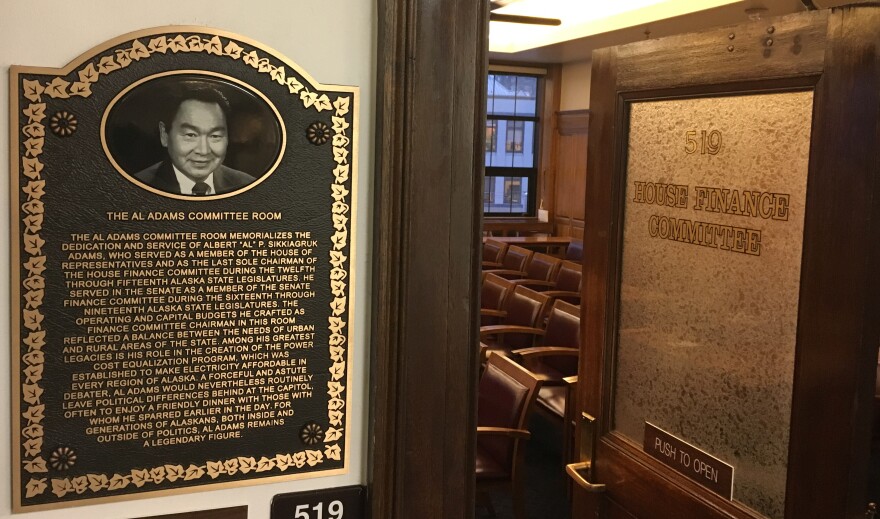 THE AL ADAMS COMMITTEE ROOM
THE AL ADAMS COMMITTEE ROOM MEMORIALIZES THE
DEDICATION AND SERVICE OF ALBERT "AL" P. SIKKIAGRUK
ADAMS, WHO SERVED AS A MEMBER OF THE HOUSE OF
REPRESENTATIVES AND AS THE LAST SOLE CHAIRMAN OF
THE HOUSE FINANCE COMMITTEE DURING THE TWELFTH
THROUGH FIFTEENTH ALASKA STATE LEGISLATURES. HE
SERVED IN THE SENATE AS A MEMBER OF THE SENATE
FINANCE COMMITTEE DURING THE SIXTEENTH THROUGH
NINETEENTH ALASKA STATE LEGISLATURES. THE
OPERATING AND CAPITAL BUDGETS HE CRAFTED AS
FINANCE COMMITTEE CHAIRMAN IN THIS ROOM
REFLECTED A BALANCE BETWEEN THE NEEDS OF URBAN
AND RURAL AREAS OF THE STATE. AMONG HIS GREATEST
LEGACIES IS HIS ROLE IN THE CREATION OF THE POWER
COST EQUALIZATION PROGRAM, WHICH WAS
ESTABLISHED TO MAKE ELECTRICITY AFFORDABLE IN
EVERY REGION OF ALASKA. A FORCEFUL AND ASTUTE
DEBATER, AL ADAMS WOULD NEVERTHELESS ROUTINELY
LEAVE POLITICAL DIFFERENCES BEHIND AT THE CAPITOL,
OFTEN TO ENJOY A FRIENDLY DINNER WITH THOSE WITH
WHOM HE SPARRED EARLIER IN THE DAY. FOR
GENERATIONS OF ALASKANS, BOTH INSIDE AND
OUTSIDE OF POLITICS, AL ADAMS REMAINS
A LEGENDARY FIGURE.
519
519
HOUSE FINANCE
COMMITTEE
PUSH TO OPEN